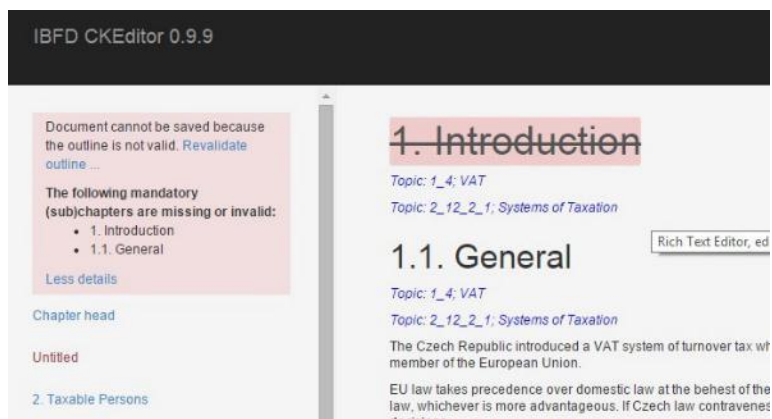 IBFD CKEditor 0.9.9
Document cannot be saved because
the outline is not valid. Revalidate
outline ...
The following mandatory
(sub)chapters are missing or invalid:
• 1. Introduction
• 1.1. General
Less details
Chapter head
Untitled
2. Taxable Persons
1. Introduction
Topic: 1_4; VAT
Topic: 2_12_2_1; Systems of Taxation
Rich Text Editor, ed
1.1. General
Topic: 1_4; VAT
Topic: 2_12_2_1; Systems of Taxation
The Czech Republic introduced a VAT system of turnover tax wh
member of the European Union.
EU law takes precedence over domestic law at the behest of the
law, whichever is more advantageous. If Czech law contravenes